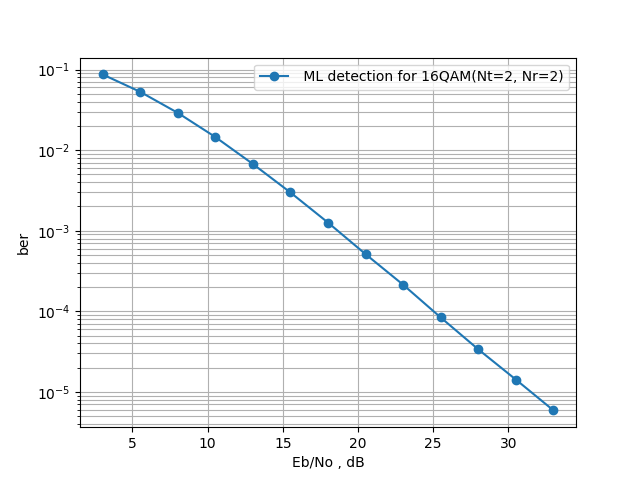 ML detection for 16QAM(Nt=2, Nr=2)
10⁻¹
10⁻²
10⁻³
10⁻⁴
10⁻⁵
ber
5 10 15 20 25 30
Eb/No , dB